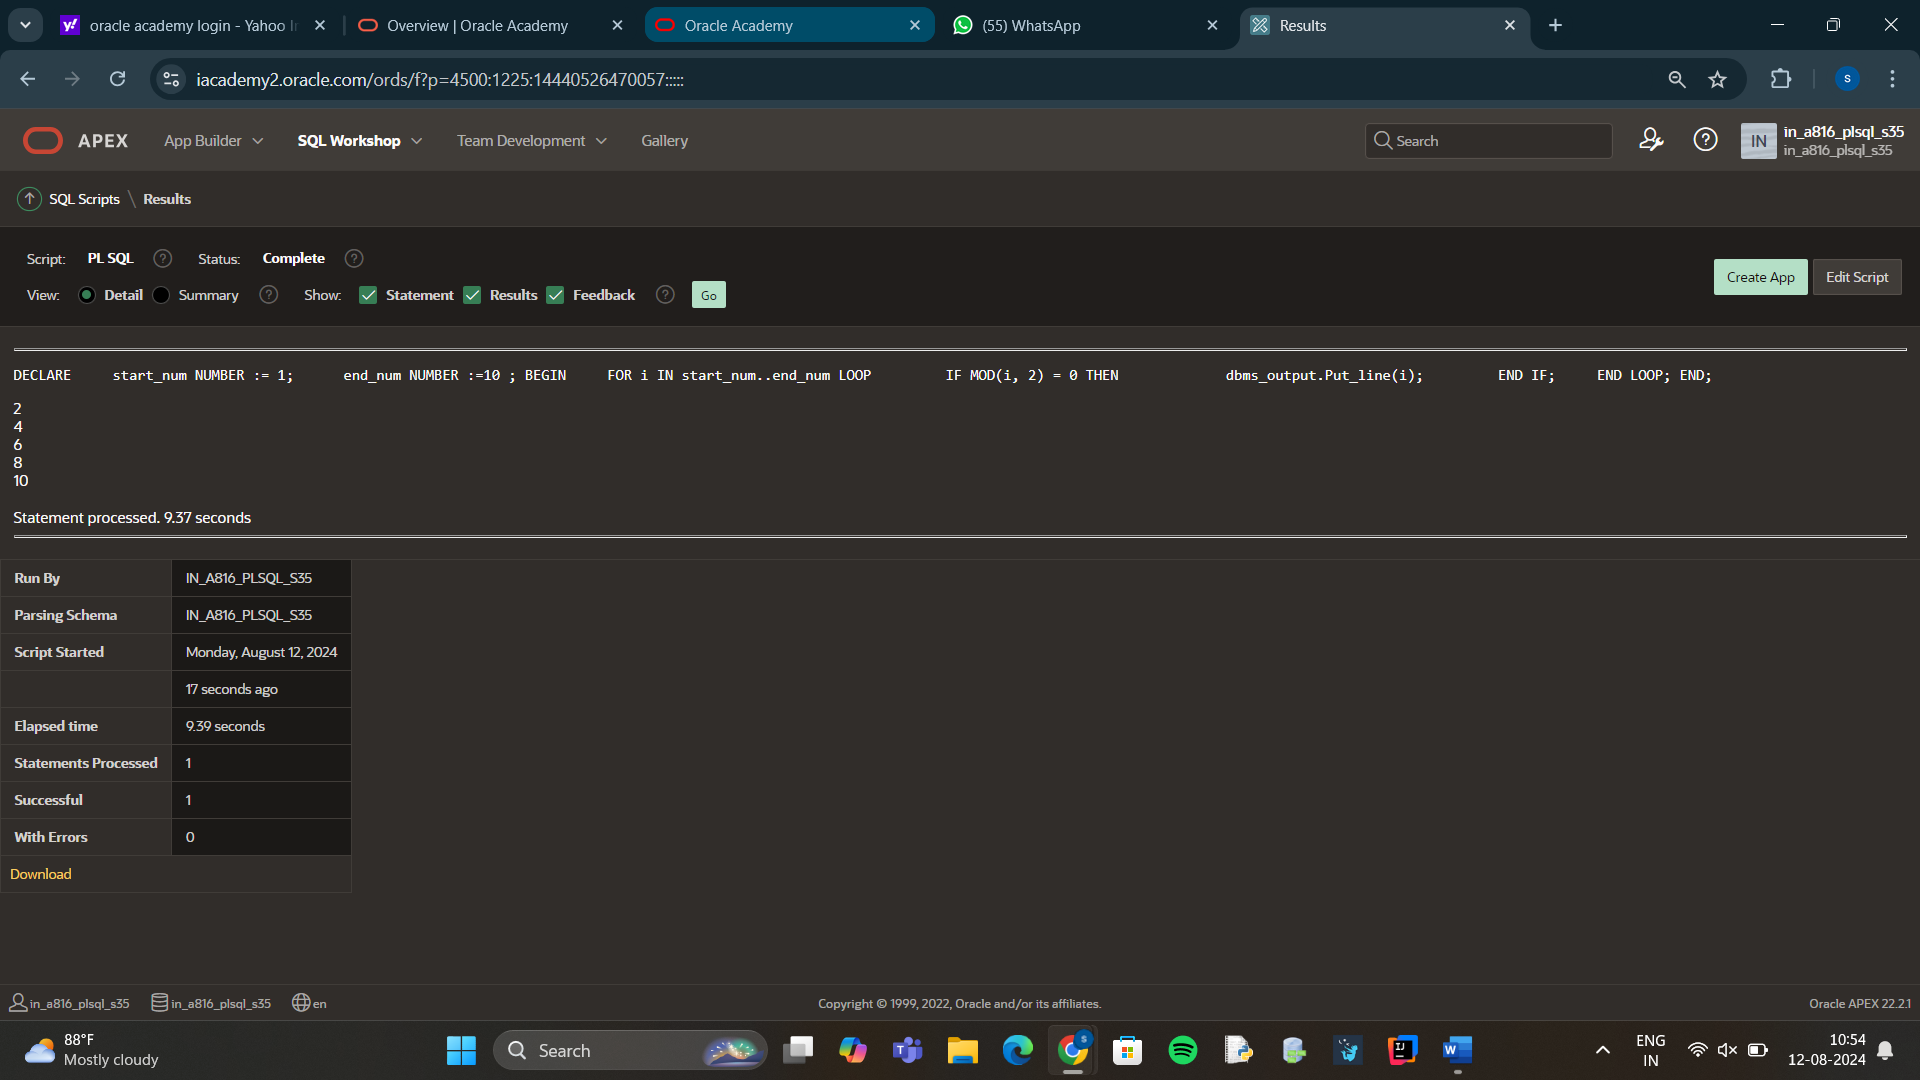 oracle academy login - Yahoo I
Overview | Oracle Academy
Oracle Academy
(55) WhatsApp
Results
iacademy2.oracle.com/ords/f?p=4500:1225:14440526470057:::::
S
APEX
App Builder
SQL Workshop
Team Development
Gallery
Search
IN
in_a816_plsql_s35
in_a816_plsql_s35
SQL Scripts \ Results
Script: PL SQL ? Status: Complete ?
View: Detail Summary ? Show: Statement Results Feedback ? Go
Create App
Edit Script
DECLARE start_num NUMBER := 1; end_num NUMBER :=10 ; BEGIN FOR i IN start_num..end_num LOOP IF MOD(i, 2) = 0 THEN dbms_output.Put_line(i); END IF; END LOOP; END;
2
4
6
8
10
Statement processed. 9.37 seconds
Run By IN_A816_PLSQL_S35
Parsing Schema IN_A816_PLSQL_S35
Script Started Monday, August 12, 2024
17 seconds ago
Elapsed time 9.39 seconds
Statements Processed 1
Successful 1
With Errors 0
Download
in_a816_plsql_s35 in_a816_plsql_s35 en
Copyright © 1999, 2022, Oracle and/or its affiliates.
Oracle APEX 22.2.1
88°F
Mostly cloudy
Search
ENG
IN
10:54
12-08-2024